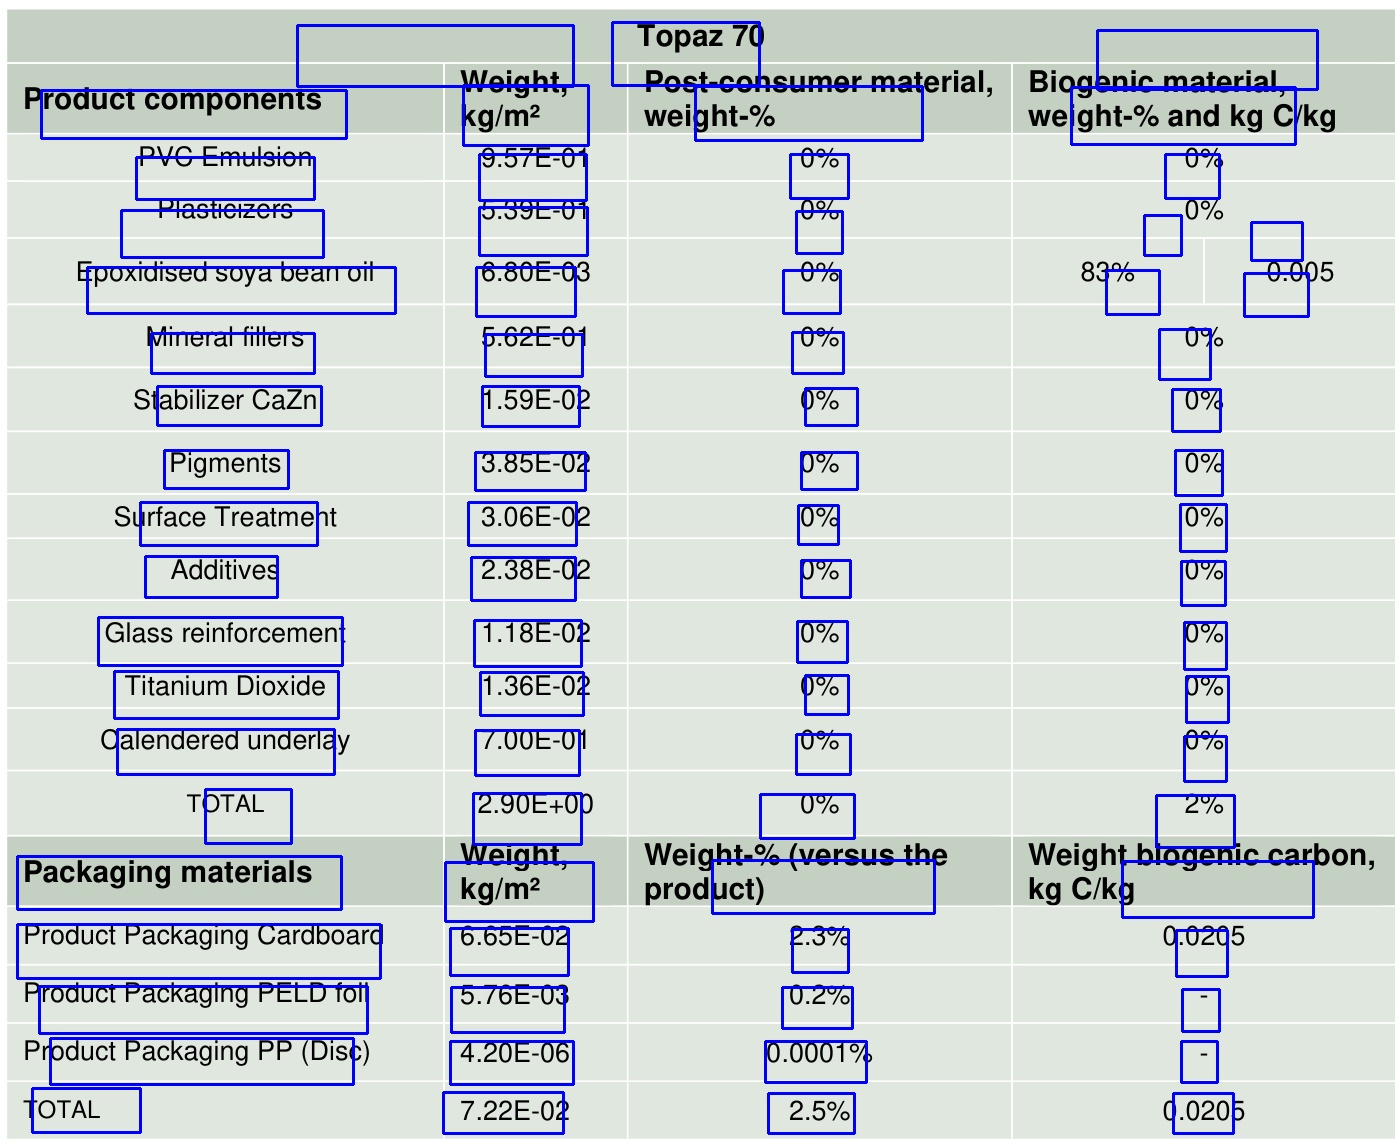 Topaz 70
Product components Weight, kg/m² Post-consumer material, weight-% Biogenic material, weight-% and kg C/kg
PVC Emulsion 9.57E-01 0% 0%
Plasticizers 5.39E-01 0% 0%
Epoxidised soya bean oil 6.80E-03 0% 83% 0.005
Mineral fillers 5.62E-01 0% 0%
Stabilizer CaZn 1.59E-02 0% 0%
Pigments 3.85E-02 0% 0%
Surface Treatment 3.06E-02 0% 0%
Additives 2.38E-02 0% 0%
Glass reinforcement 1.18E-02 0% 0%
Titanium Dioxide 1.36E-02 0% 0%
Calendered underlay 7.00E-01 0% 0%
TOTAL 2.90E+00 0% 2%
Packaging materials Weight, kg/m² Weight-% (versus the product) Weight biogenic carbon, kg C/kg
Product Packaging Cardboard 6.65E-02 2.3% 0.0205
Product Packaging PELD foil 5.76E-03 0.2% -
Product Packaging PP (Disc) 4.20E-06 0.0001% -
TOTAL 7.22E-02 2.5% 0.0205